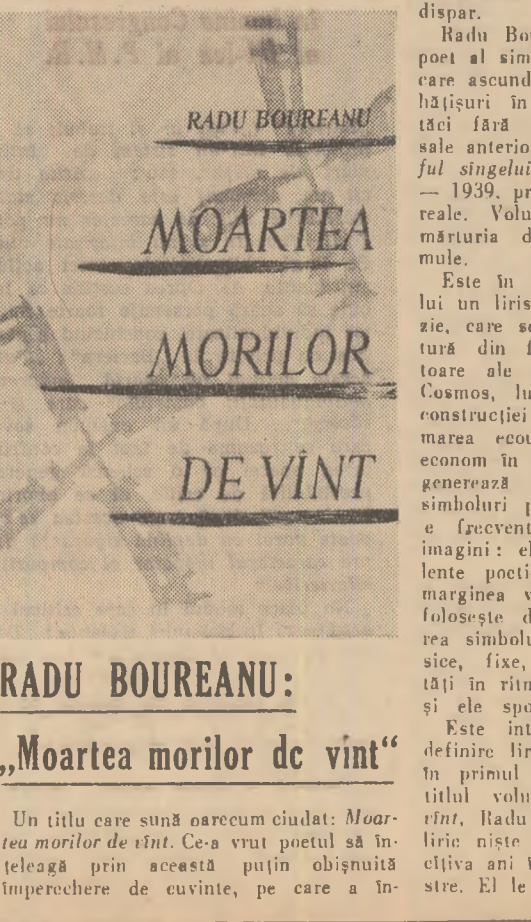 RADU BOUREANU
MOARTEA
MORILOR
DE VÎNT
RADU BOUREANU:
„Moartea morilor de vînt“
Un titlu care sună oarecum ciudat: Moar-
tea morilor de vînt. Ce-a vrut poetul să în-
țeleagă prin această puțin obișnuită
împerechere de cuvinte, pe care a în-
dispar.
Radu Bou
poet al sim
care ascund
hățișuri în
tăci fără
sale anterio
ful sîngelui
— 1939, pr
reale. Volu
mărturia d
mule.
Este în
lui un liris
zie, care se
tură din f
toare ale
Cosmos, lu
construcției
marea ecou
econom în
generează
simboluri p
e frecvent
imagini: el
lente poeti
marginea v
folosește d
rea simbolu
sice, fixe,
tăți în ritm
și ele spo
Este int
definire lir
în primul
titlul volu
vînt, Radu
liric niște
cîțiva ani î
stre. El le